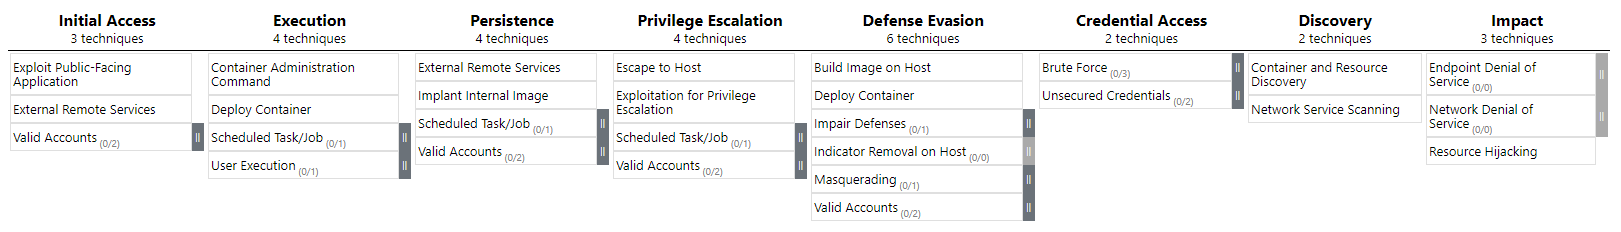 Initial Access
3 techniques
Exploit Public-Facing
Application
External Remote Services
Valid Accounts (0/2)
Execution
4 techniques
Container Administration
Command
Deploy Container
Scheduled Task/Job (0/1)
User Execution (0/1)
Persistence
4 techniques
External Remote Services
Implant Internal Image
Scheduled Task/Job (0/1)
Valid Accounts (0/2)
Privilege Escalation
4 techniques
Escape to Host
Exploitation for Privilege
Escalation
Scheduled Task/Job (0/1)
Valid Accounts (0/2)
Defense Evasion
6 techniques
Build Image on Host
Deploy Container
Impair Defenses (0/1)
Indicator Removal on Host (0/0)
Masquerading (0/1)
Valid Accounts (0/2)
Credential Access
2 techniques
Brute Force (0/3)
Unsecured Credentials (0/2)
Discovery
2 techniques
Container and Resource
Discovery
Network Service Scanning
Impact
3 techniques
Endpoint Denial of
Service (0/0)
Network Denial of
Service (0/0)
Resource Hijacking